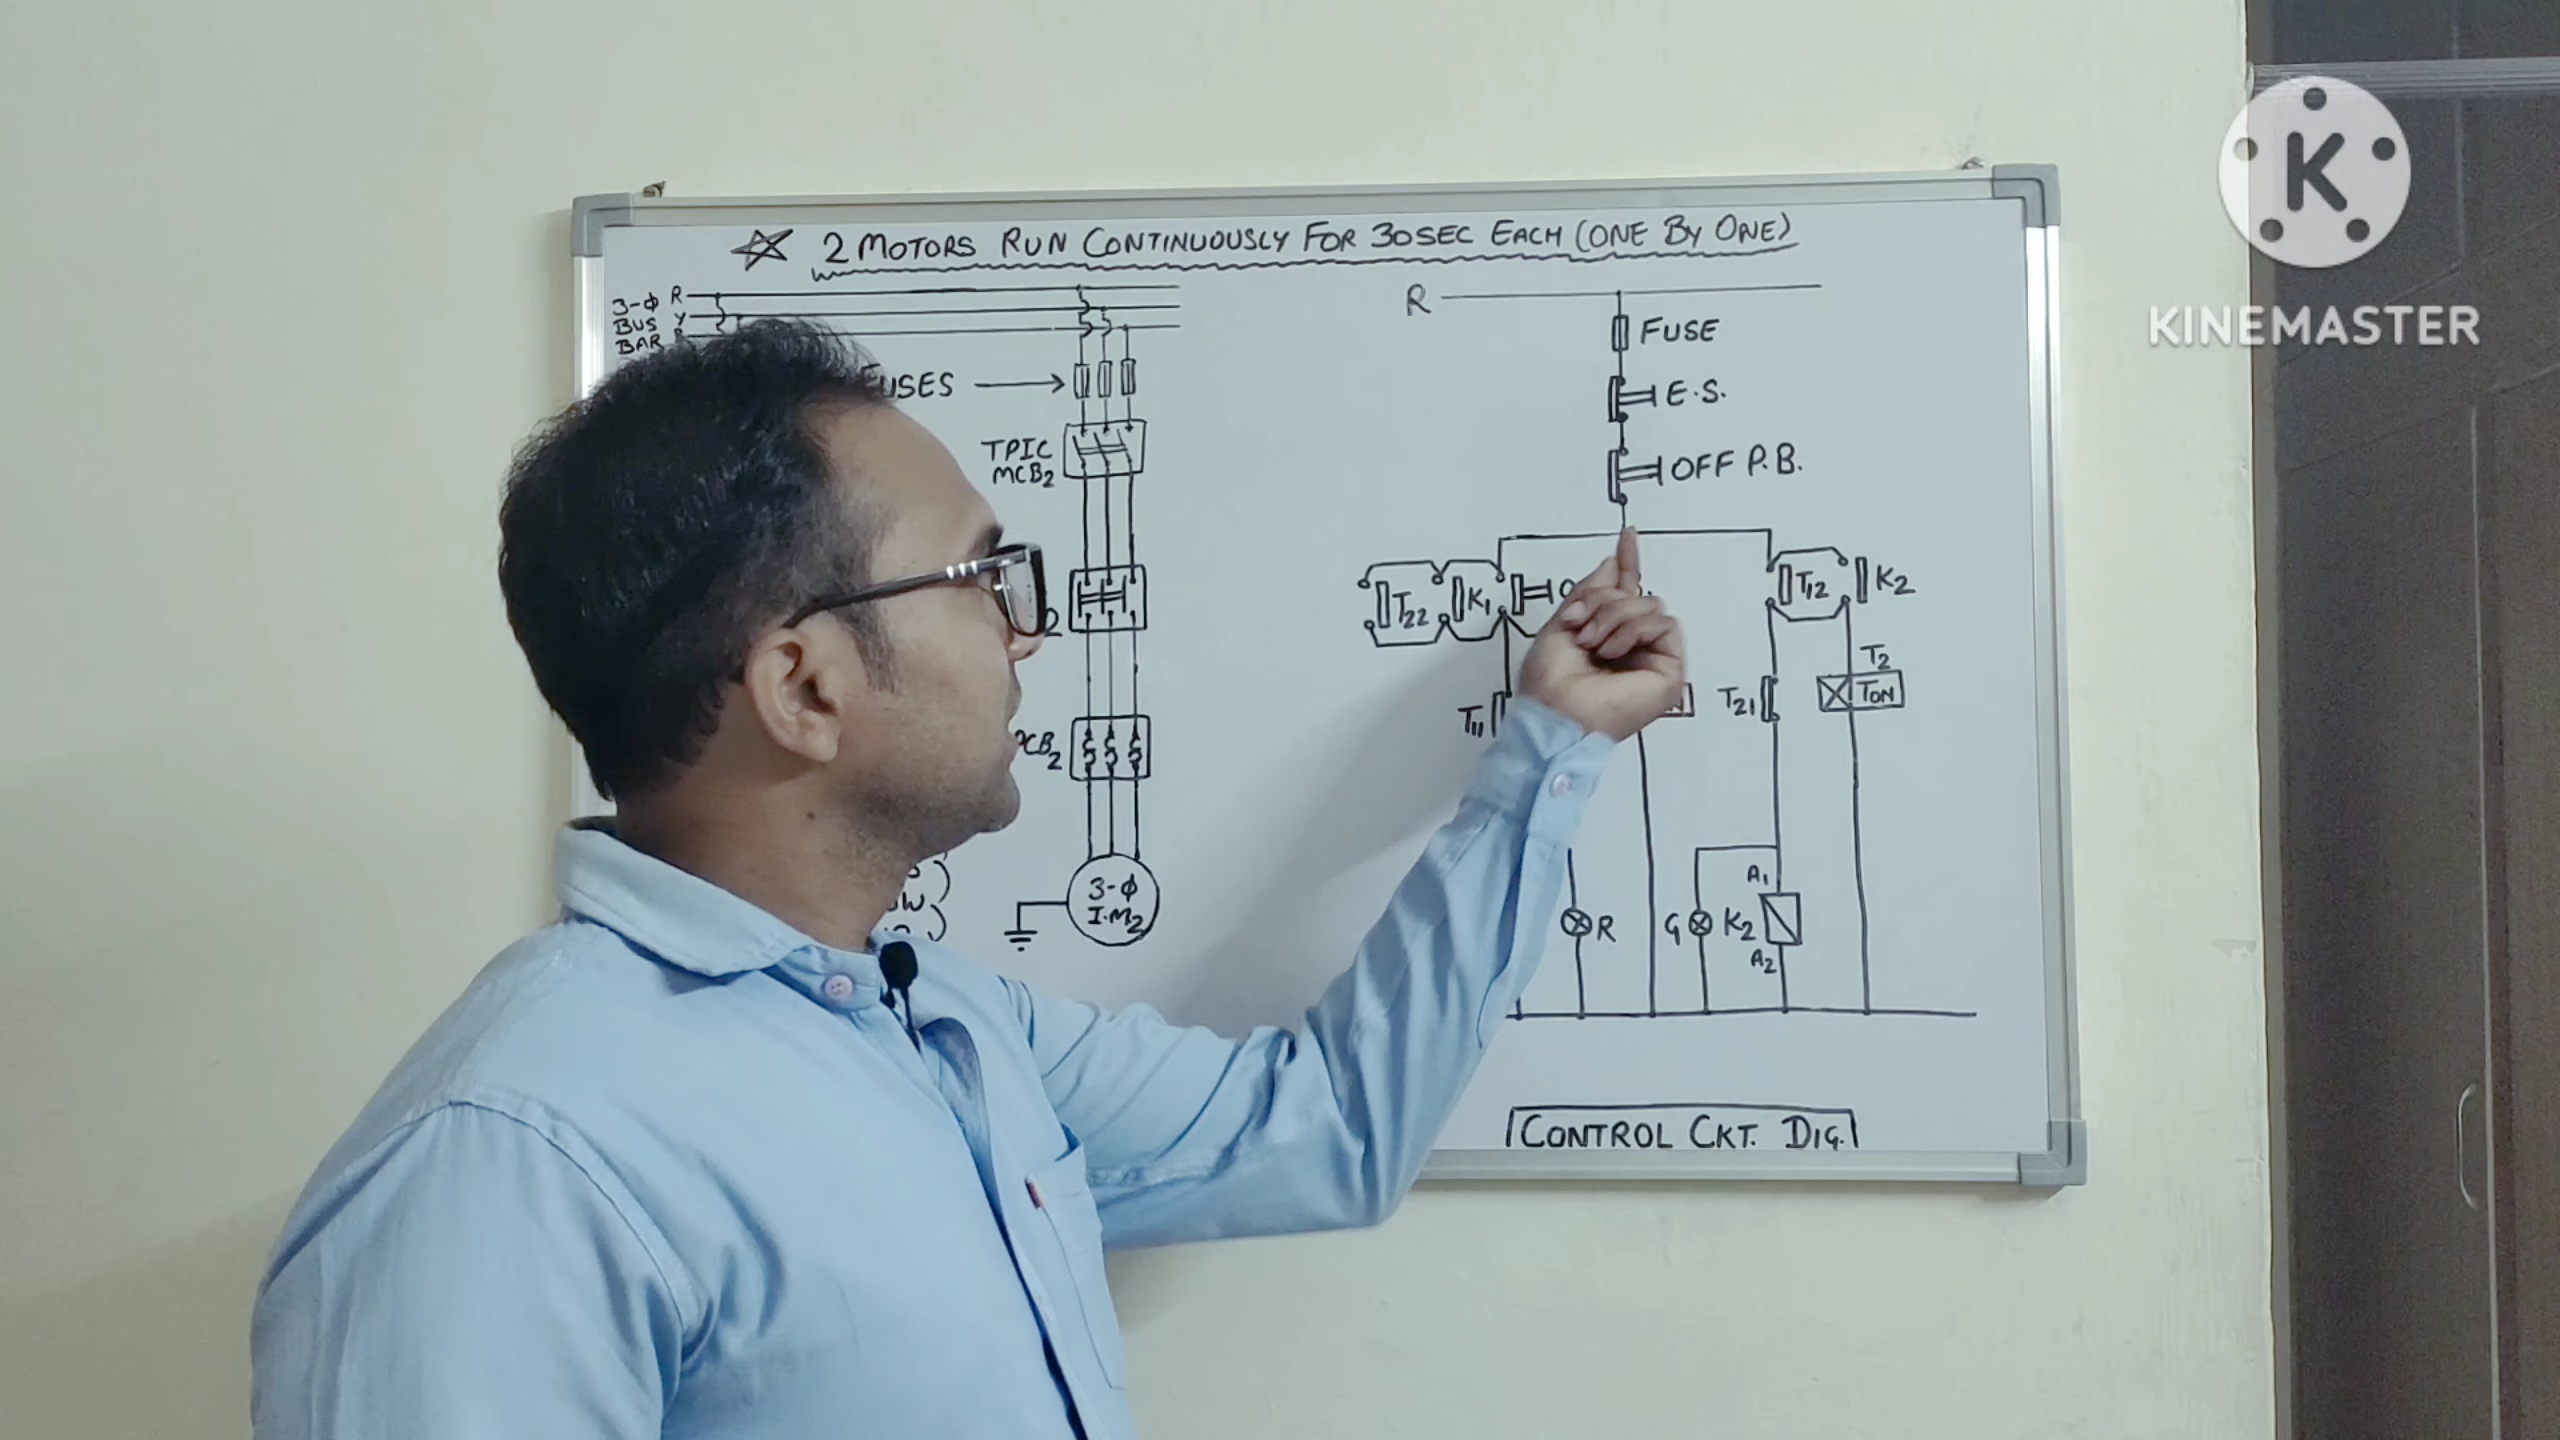 2 MOTORS RUN CONTINUOUSLY FOR 30SEC EACH (ONE BY ONE)
3-Φ R
BUS Y
BAR
FUSES
TPIC
MCB2
2
3-Φ
I.M2
R
FUSE
E.S.
OFF P.B.
T22 K1
T12 K2
T11
T21
T2
TON
R
G K2
A1
A2
CONTROL CKT. DIG.
K
KINEMASTER